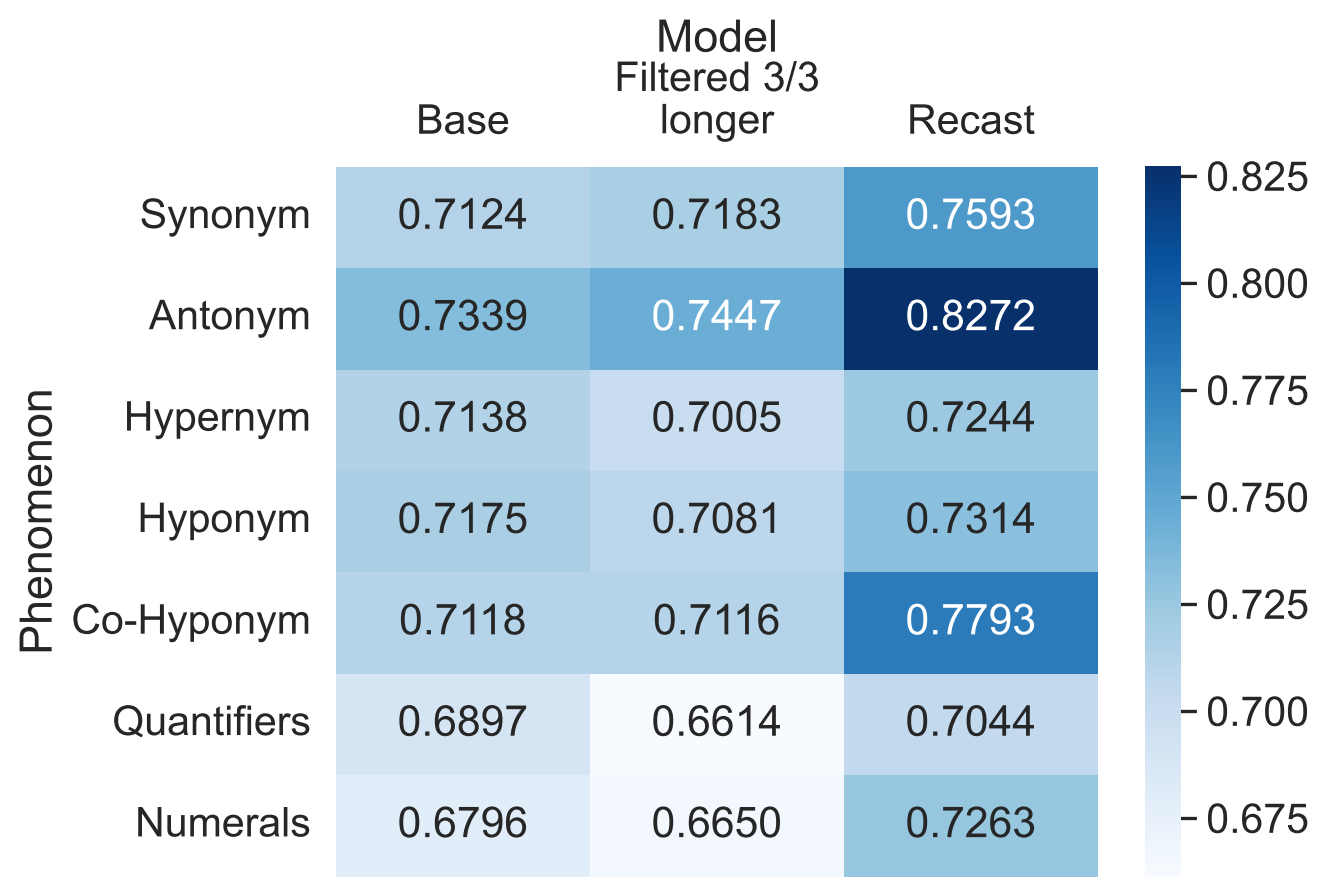 Model
Filtered 3/3
Base longer Recast
Synonym 0.7124 0.7183 0.7593
Antonym 0.7339 0.7447 0.8272
Hypernym 0.7138 0.7005 0.7244
Hyponym 0.7175 0.7081 0.7314
Co-Hyponym 0.7118 0.7116 0.7793
Quantifiers 0.6897 0.6614 0.7044
Numerals 0.6796 0.6650 0.7263
Phenomenon
0.825
0.800
0.775
0.750
0.725
0.700
0.675